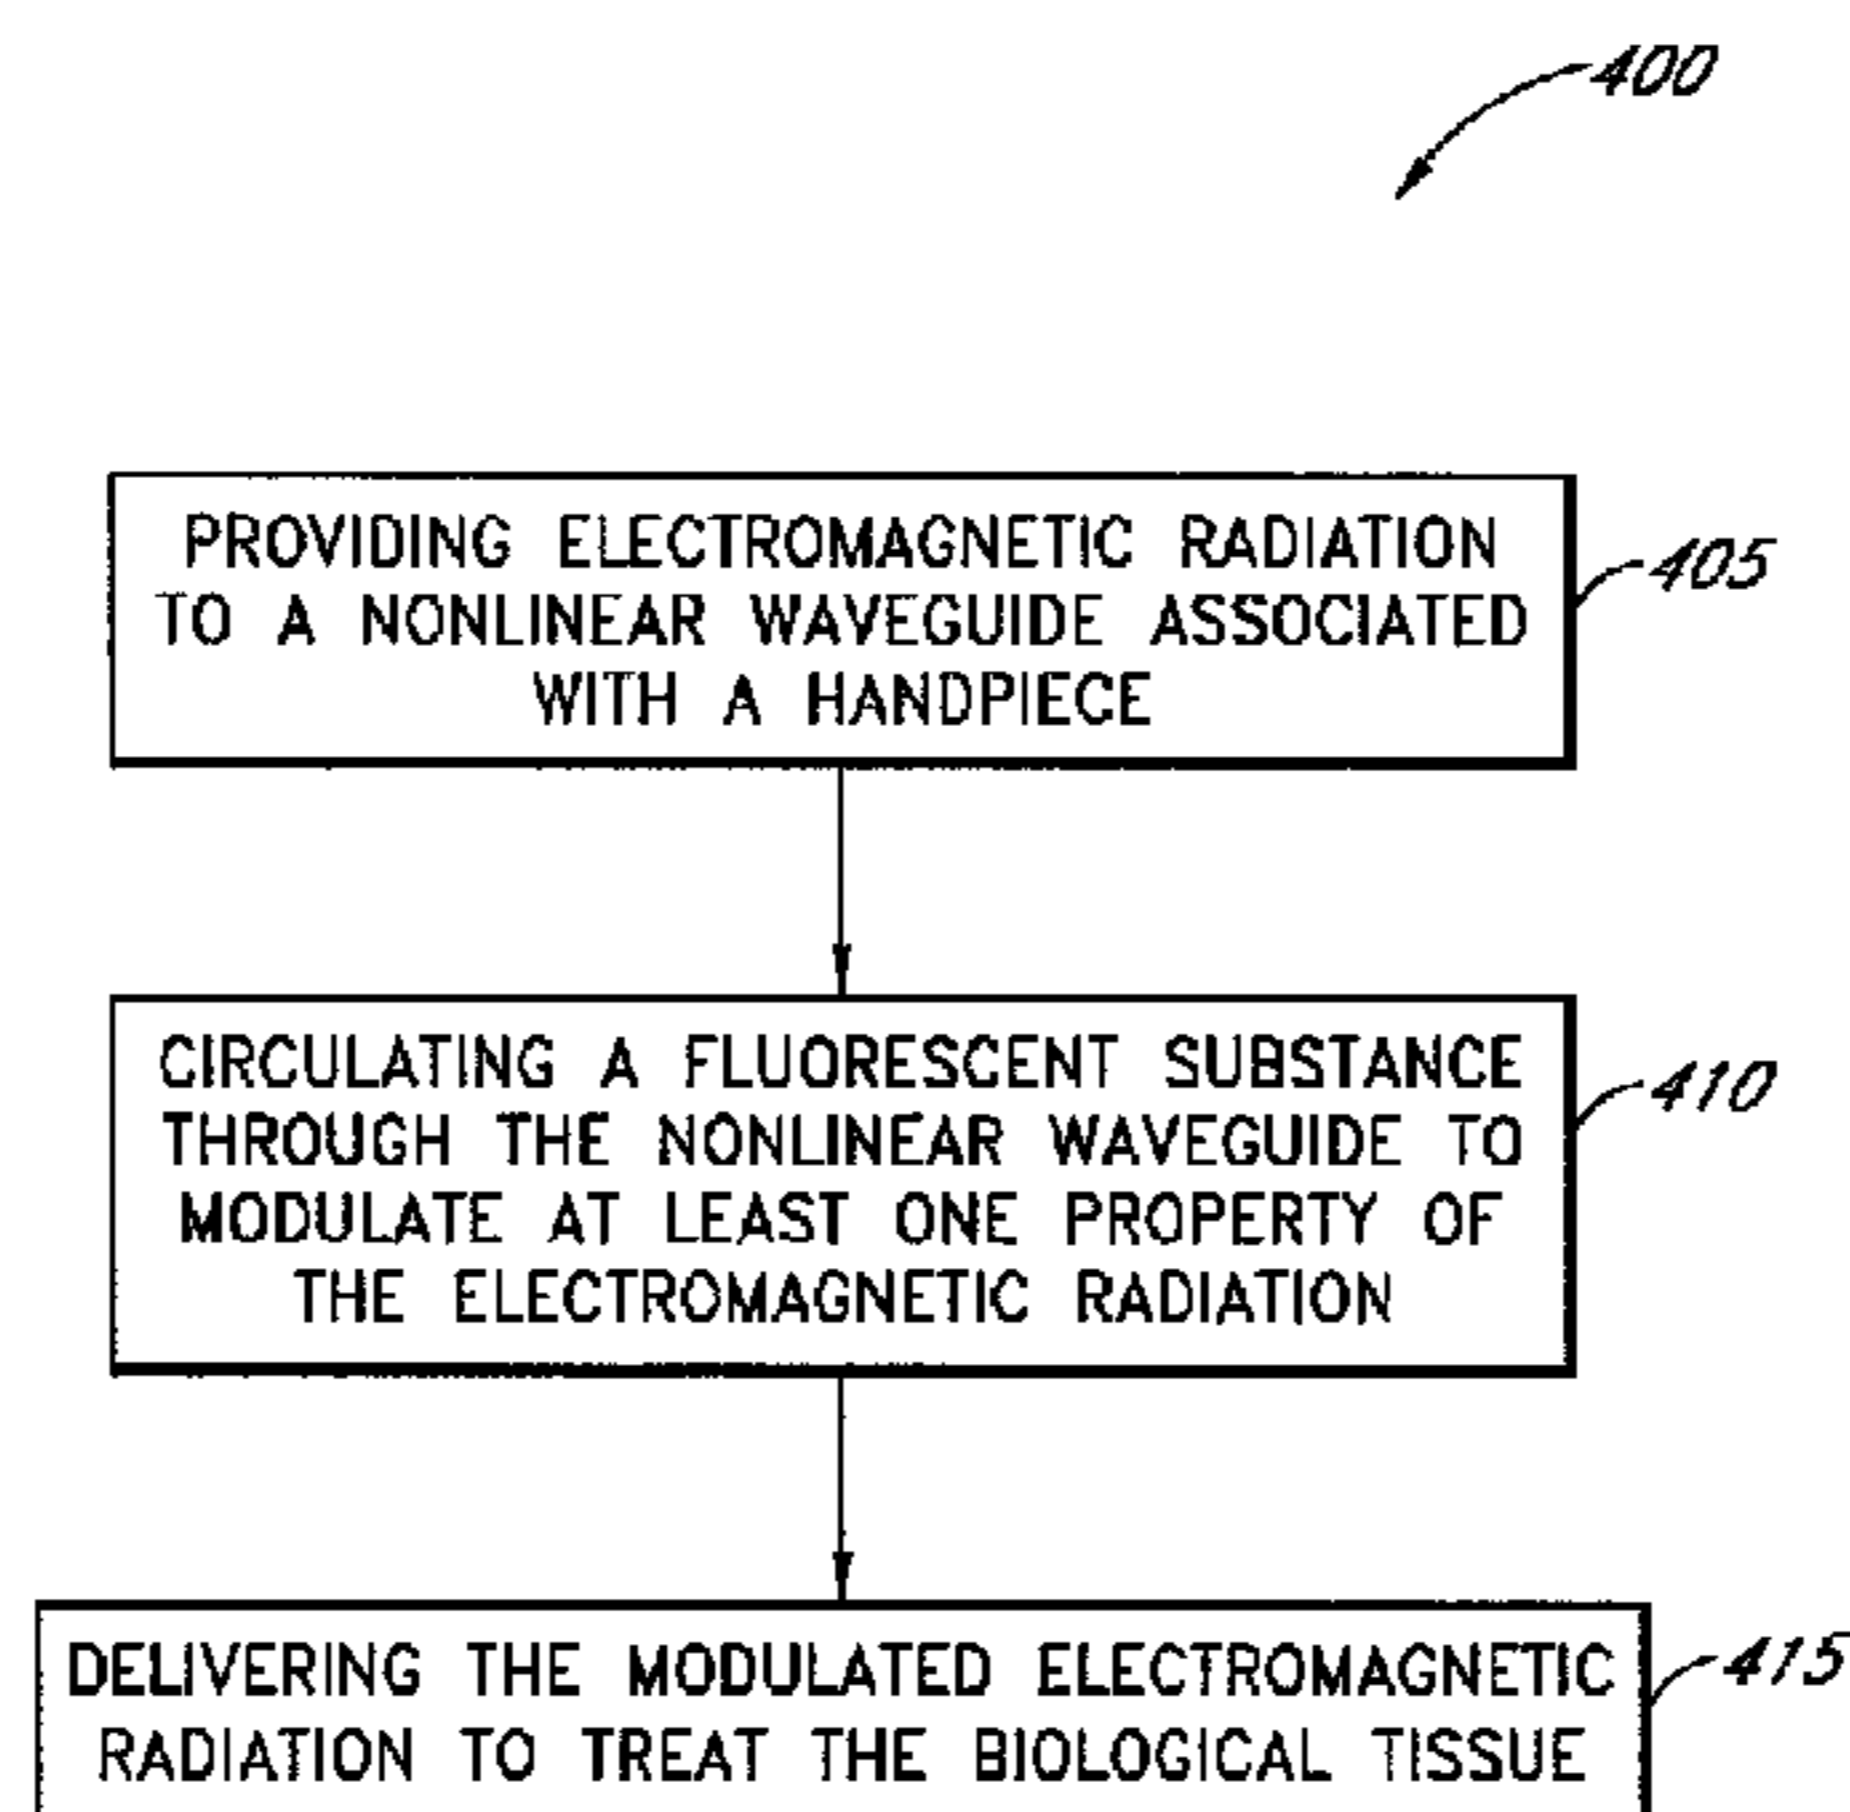 400
PROVIDING ELECTROMAGNETIC RADIATION
TO A NONLINEAR WAVEGUIDE ASSOCIATED
WITH A HANDPIECE
405
CIRCULATING A FLUORESCENT SUBSTANCE
THROUGH THE NONLINEAR WAVEGUIDE TO
MODULATE AT LEAST ONE PROPERTY OF
THE ELECTROMAGNETIC RADIATION
410
DELIVERING THE MODULATED ELECTROMAGNETIC
RADIATION TO TREAT THE BIOLOGICAL TISSUE
415